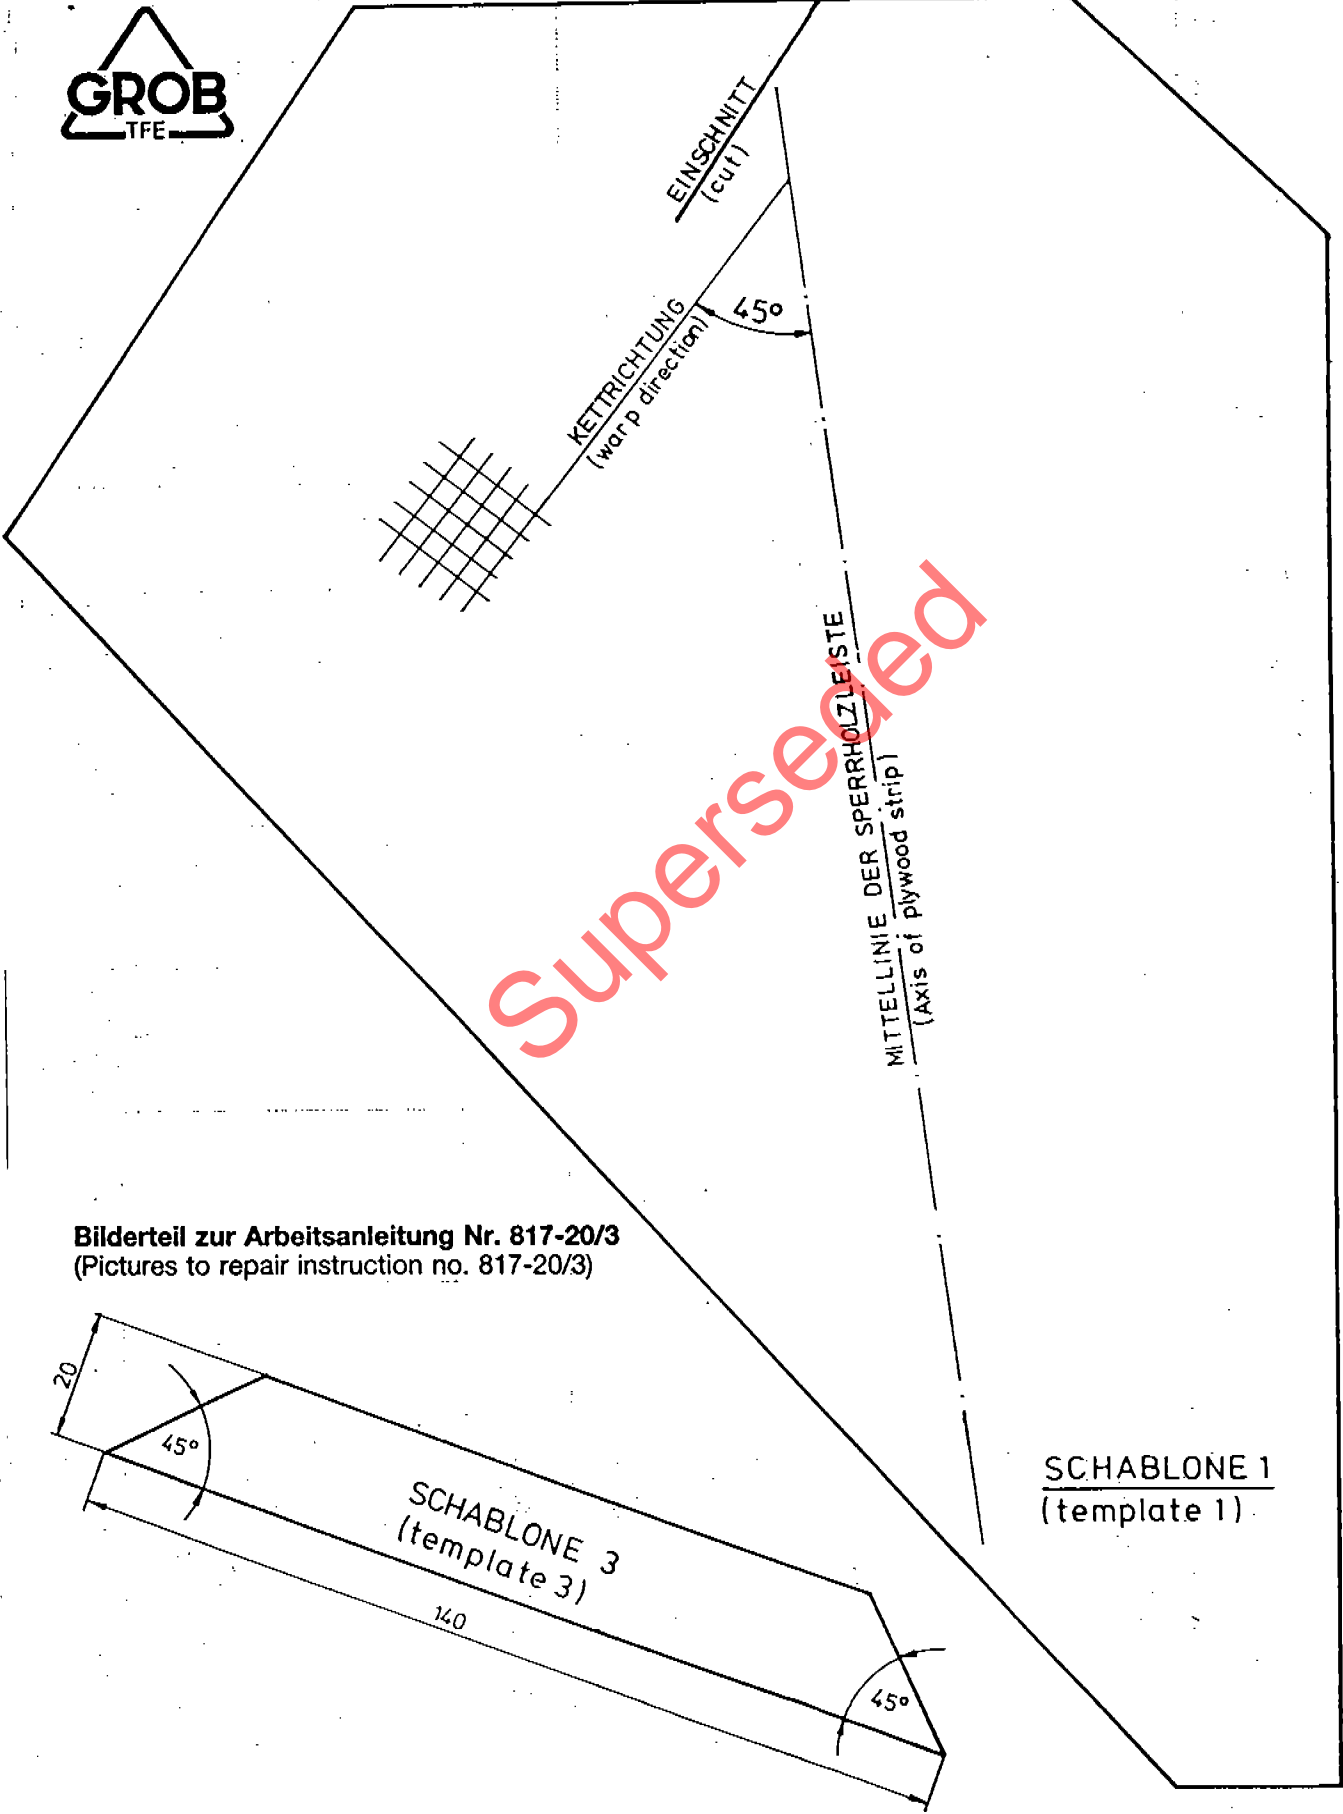 GROB
TFE
EINSCHNITT
(cut)
45°
KETTRICHTUNG
(warp direction)
MITTELLINIE DER SPERRHOLZLEISTE
(Axis of plywood strip)
Superseded
Bilderteil zur Arbeitsanleitung Nr. 817-20/3
(Pictures to repair instruction no. 817-20/3)
20
45°
SCHABLONE 3
(template 3)
140
45°
SCHABLONE 1
(template 1)